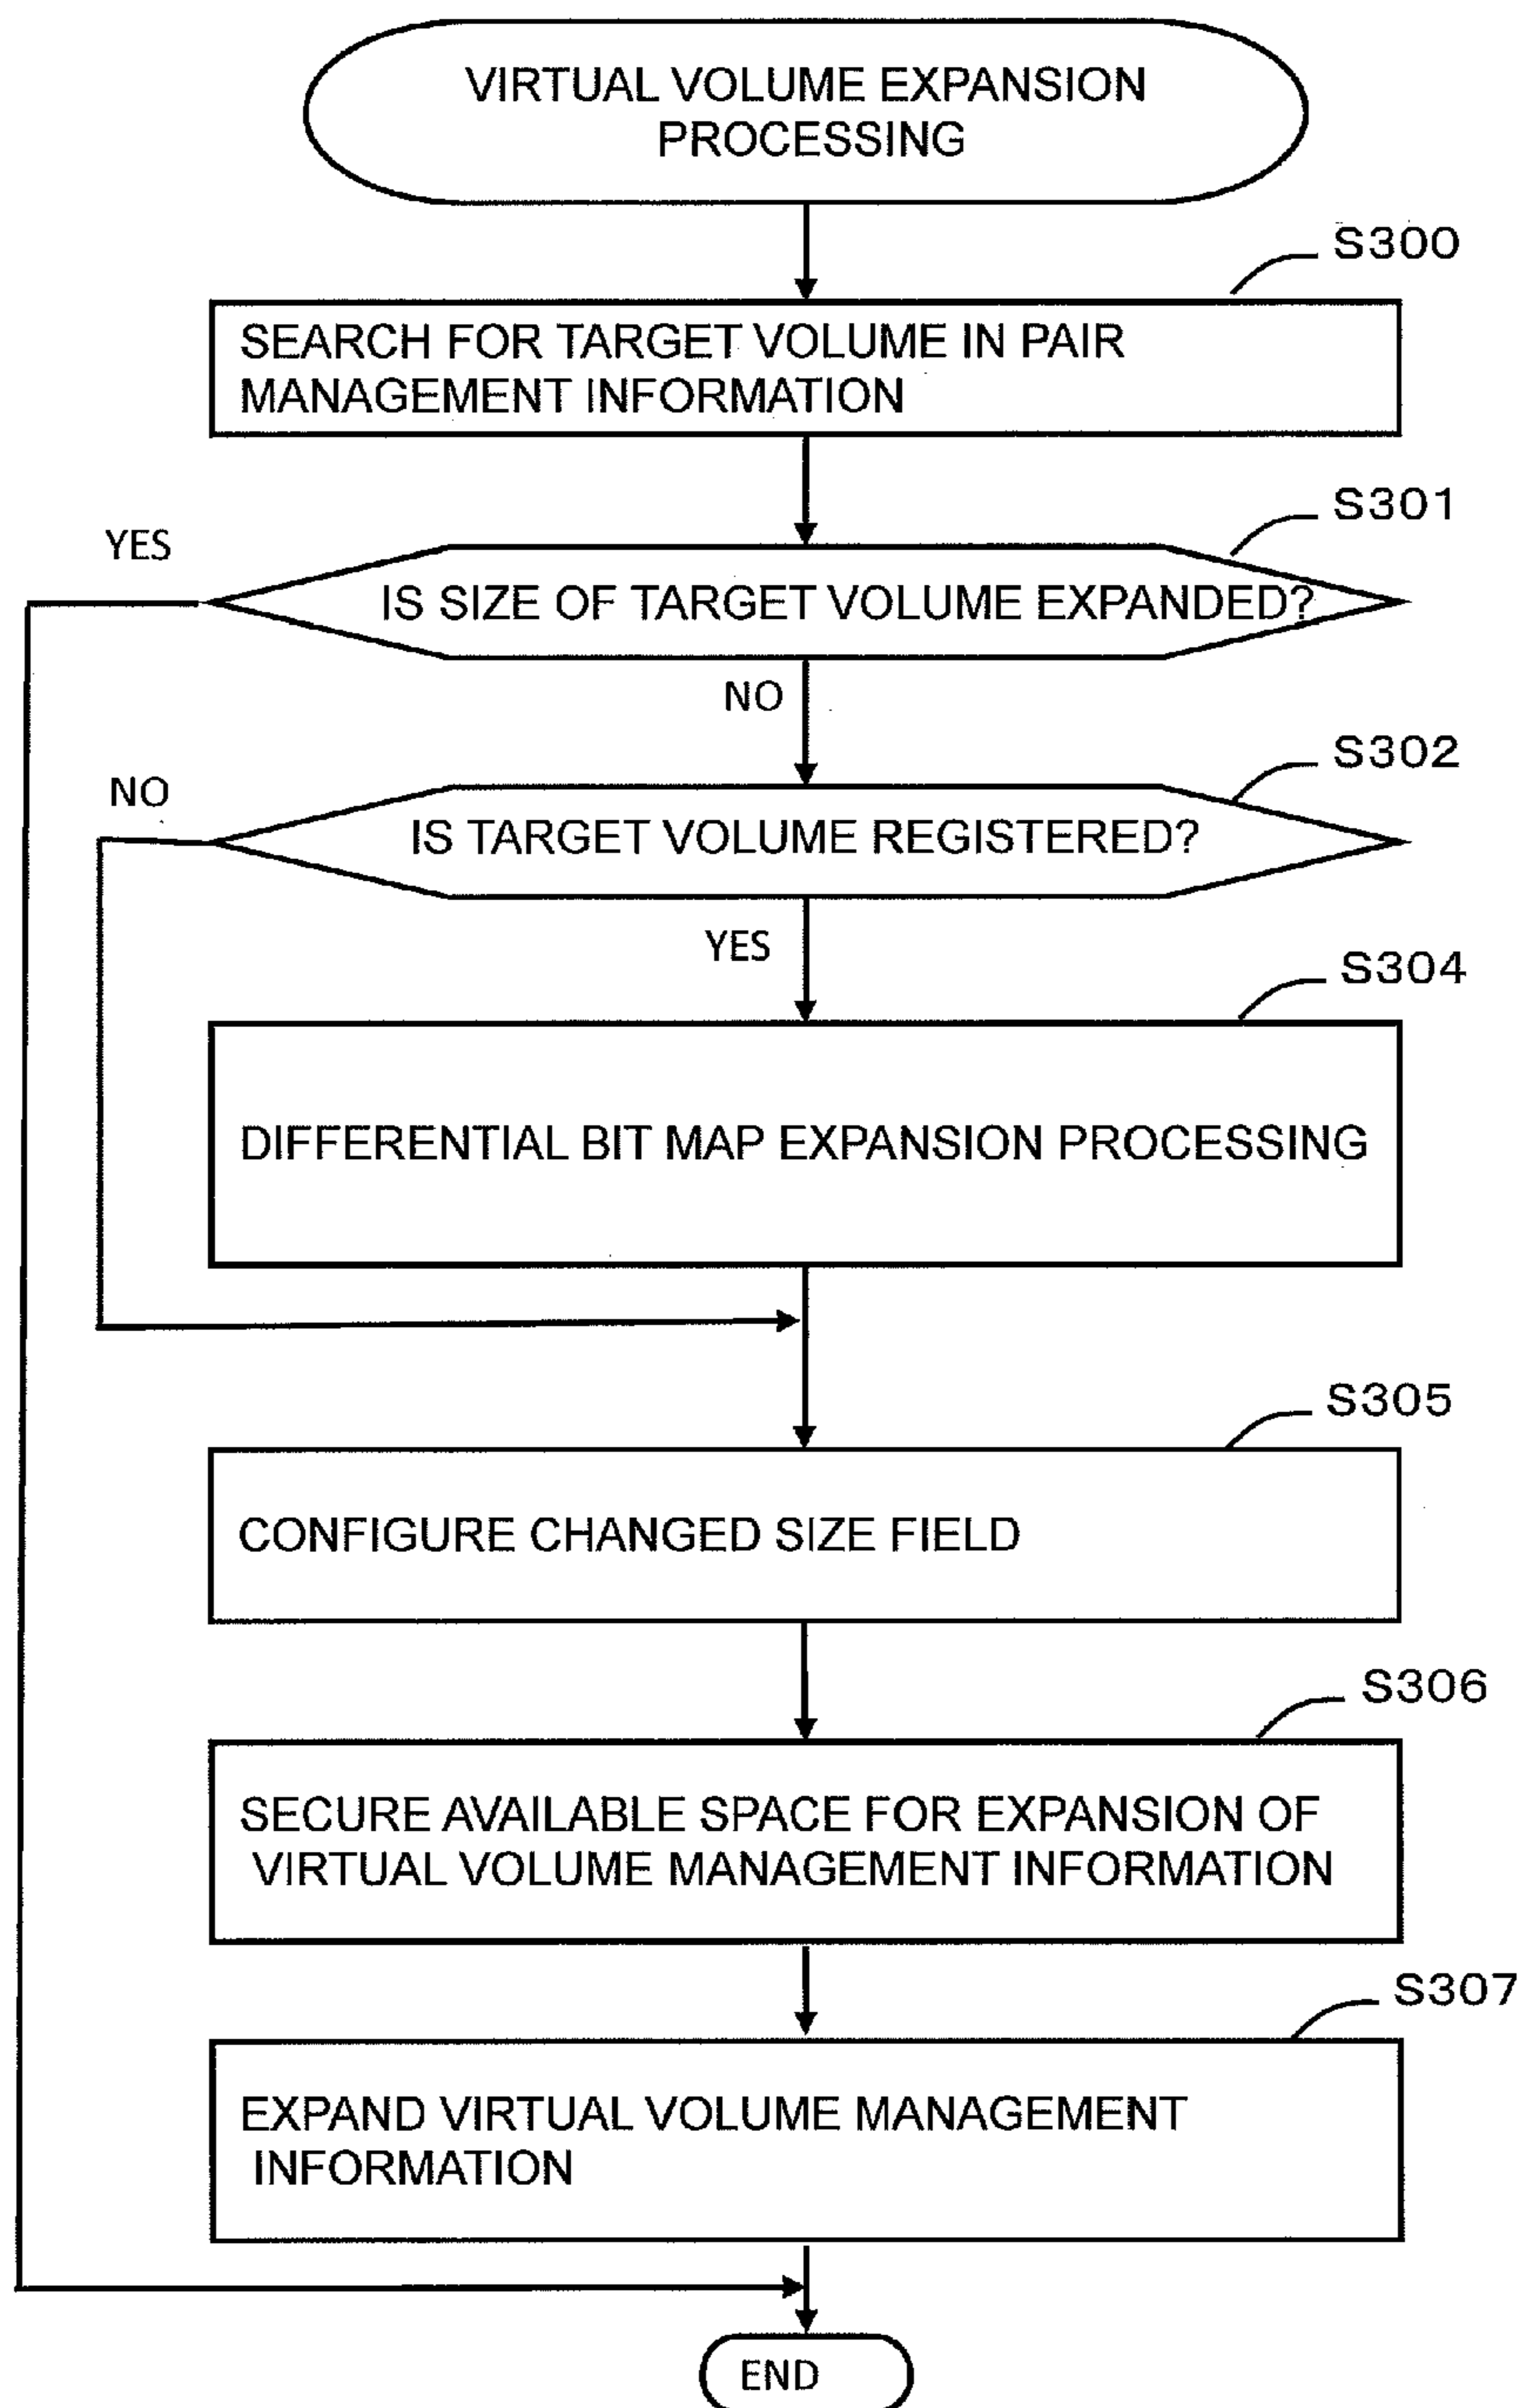 VIRTUAL VOLUME EXPANSION
PROCESSING
S300
SEARCH FOR TARGET VOLUME IN PAIR
MANAGEMENT INFORMATION
S301
YES
IS SIZE OF TARGET VOLUME EXPANDED?
NO
S302
NO
IS TARGET VOLUME REGISTERED?
YES
S304
DIFFERENTIAL BIT MAP EXPANSION PROCESSING
S305
CONFIGURE CHANGED SIZE FIELD
S306
SECURE AVAILABLE SPACE FOR EXPANSION OF
VIRTUAL VOLUME MANAGEMENT INFORMATION
S307
EXPAND VIRTUAL VOLUME MANAGEMENT
INFORMATION
END